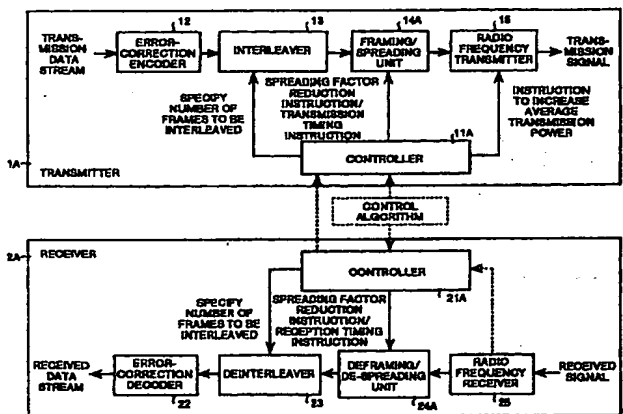 12
13
14A
15
TRANS-
MISSION
DATA
STREAM
ERROR-
CORRECTION
ENCODER
INTERLEAVER
FRAMING/
SPREADING
UNIT
RADIO
FREQUENCY
TRANSMITTER
TRANS-
MISSION
SIGNAL
SPECIFY
NUMBER
OF
FRAMES TO BE
INTERLEAVED
SPREADING FACTOR
REDUCTION
INSTRUCTION/
TRANSMISSION
TIMING
INSTRUCTION
INSTRUCTION
TO INCREASE
AVERAGE
TRANSMISSION
POWER
11A
CONTROLLER
1A
TRANSMITTER
CONTROL
ALGORITHM
2A
RECEIVER
CONTROLLER
21A
SPECIFY
NUMBER
OF
FRAMES TO BE
INTERLEAVED
SPREADING FACTOR
REDUCTION
INSTRUCTION/
RECEPTION TIMING
INSTRUCTION
RECEIVED
DATA
STREAM
ERROR-
CORRECTION
DECODER
DEINTERLEAVER
DEFRAMING/
DE-SPREADING
UNIT
RADIO
FREQUENCY
RECEIVER
RECEIVED
SIGNAL
22
23
24A
25